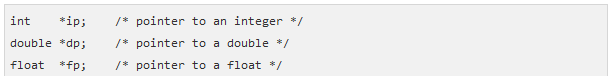 int    *ip;    /* pointer to an integer */
double *dp;    /* pointer to a double */
float  *fp;    /* pointer to a float */